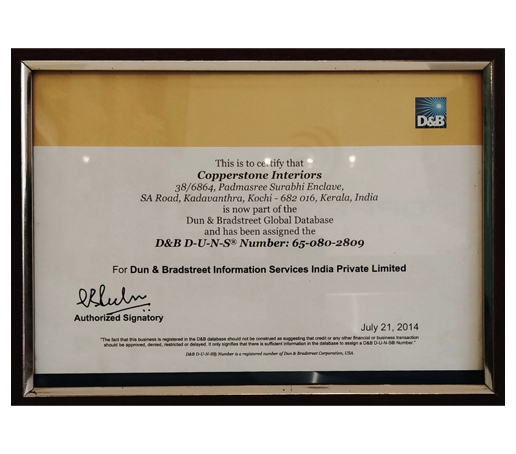 D&B
This is to certify that
Copperstone Interiors
38/6864, Padmasree Surabhi Enclave,
SA Road, Kadavanthra, Kochi - 682 016, Kerala, India
is now part of the
Dun & Bradstreet Global Database
and has been assigned the
D&B D-U-N-S® Number: 65-080-2809
For Dun & Bradstreet Information Services India Private Limited
Authorized Signatory
July 21, 2014
"The fact that this business is registered in the D&B database should not be construed as suggesting that credit or any other financial or business transaction
should be approved, denied, restricted or delayed. It only signifies that there is sufficient information in the database to assign a D&B D-U-N-S® Number."
D&B D-U-N-S® Number is a registered number of Dun & Bradstreet Corporation, USA